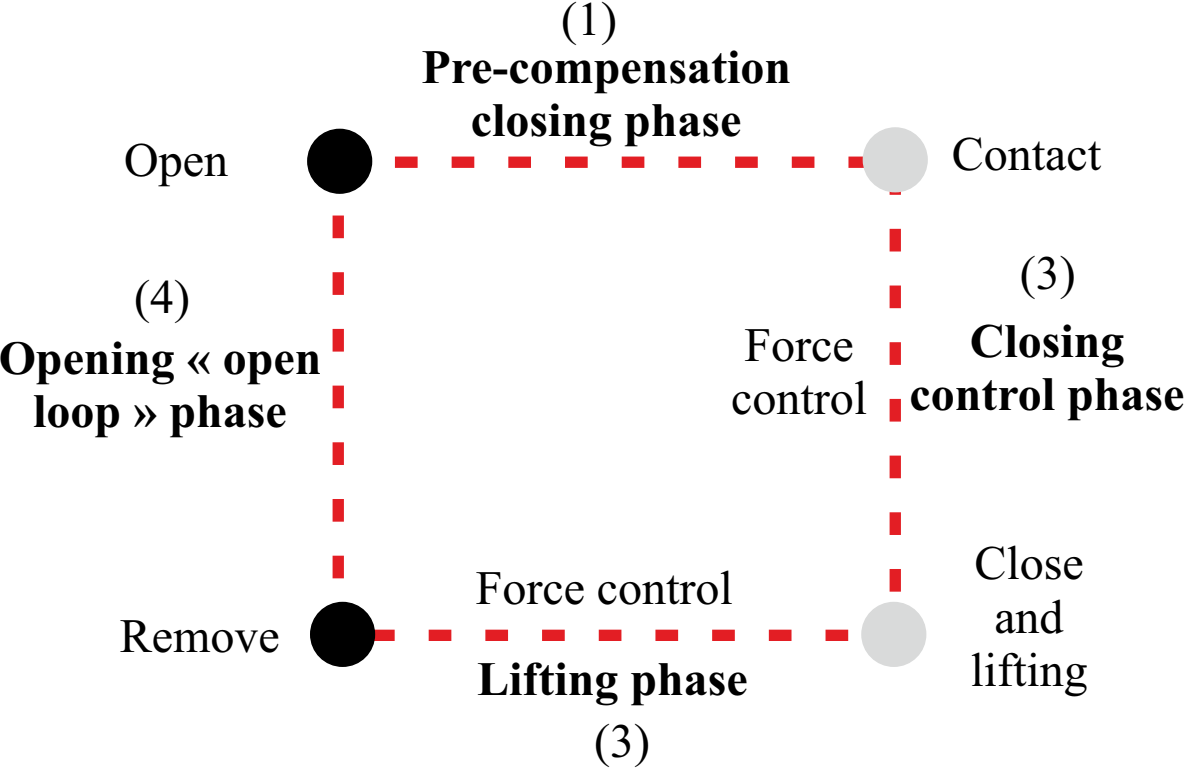 (1)
Pre-compensation
closing phase
Open
Contact
(4)
Opening « open
loop » phase
Force
control
(3)
Closing
control phase
Remove
Force control
Lifting phase
(3)
Close
and
lifting